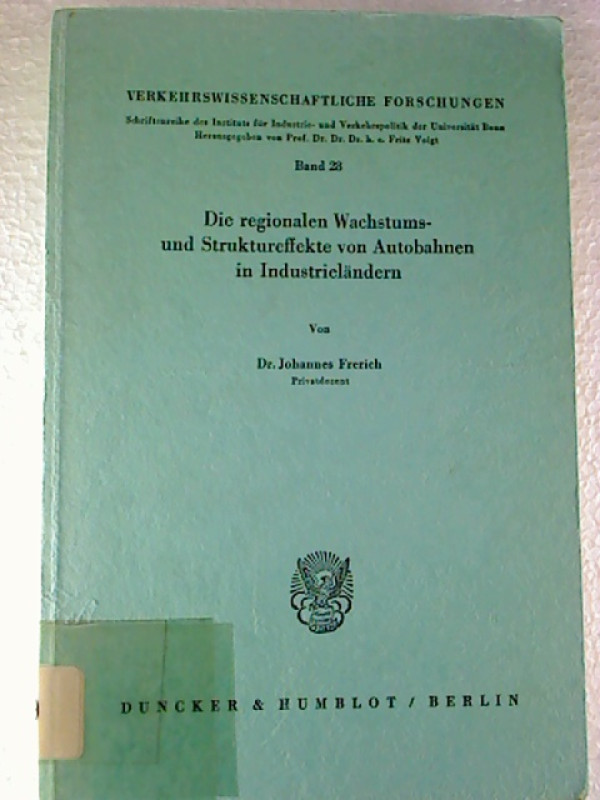 VERKEHRSWISSENSCHAFTLICHE FORSCHUNGEN
Schriftenreihe des Instituts für Industrie- und Verkehrspolitik der Universität Bonn
Herausgegeben von Prof. Dr. Dr. Dr. h. c. Fritz Voigt
Band 28
Die regionalen Wachstums-
und Struktureffekte von Autobahnen
in Industrieländern
Von
Dr. Johannes Frerich
Privatdozent
DUNCKER & HUMBLOT / BERLIN